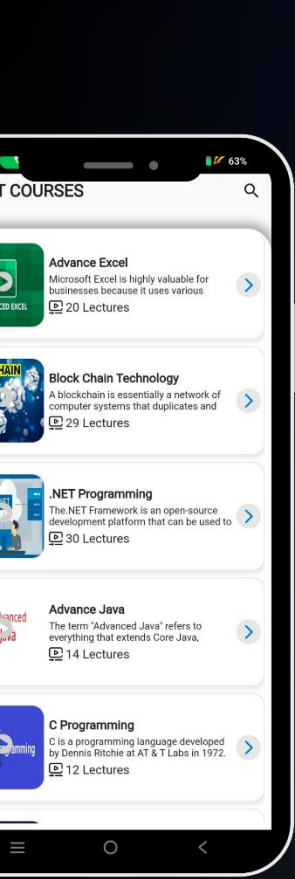 63%
T COURSES
Advance Excel
Microsoft Excel is highly valuable for
businesses because it uses various
20 Lectures
CED EXCEL
HAIN
Block Chain Technology
A blockchain is essentially a network of
computer systems that duplicates and
29 Lectures
.NET Programming
The.NET Framework is an open-source
development platform that can be used to
30 Lectures
Advance Java
The term "Advanced Java" refers to
everything that extends Core Java,
14 Lectures
C Programming
C is a programming language developed
by Dennis Ritchie at AT & T Labs in 1972.
12 Lectures